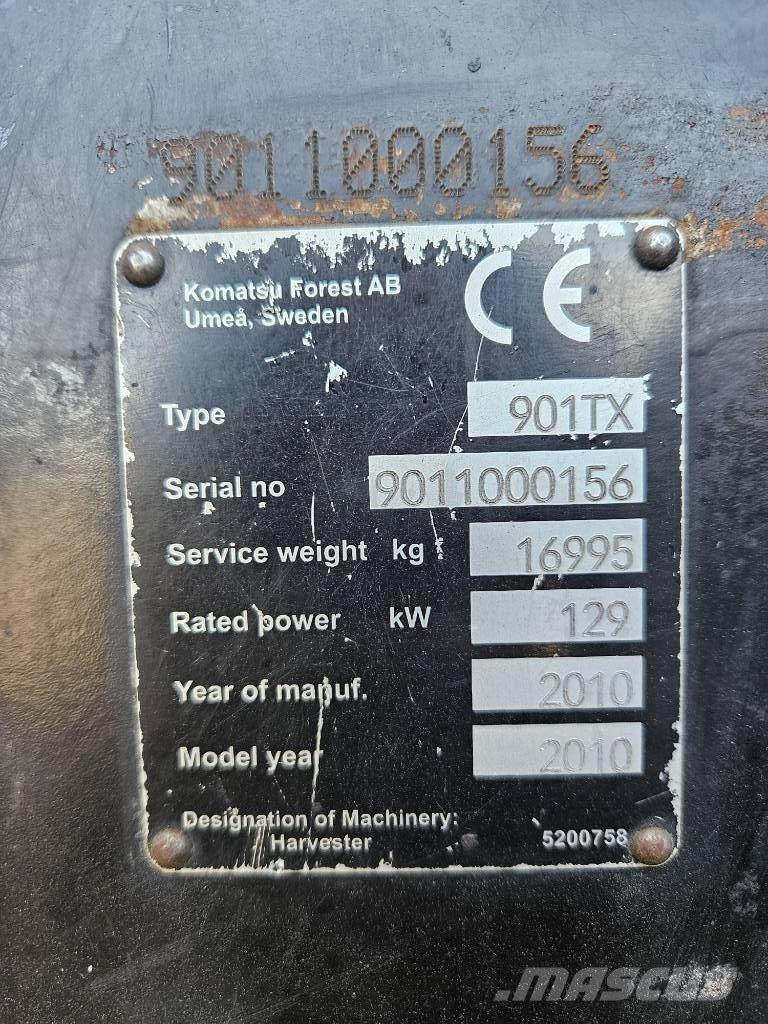 9011000156
Komatsu Forest AB
Umeå, Sweden
CE
Type 901TX
Serial no 9011000156
Service weight kg 16995
Rated power kW 129
Year of manuf. 2010
Model year 2010
Designation of Machinery:
Harvester 5200758
MASCUS